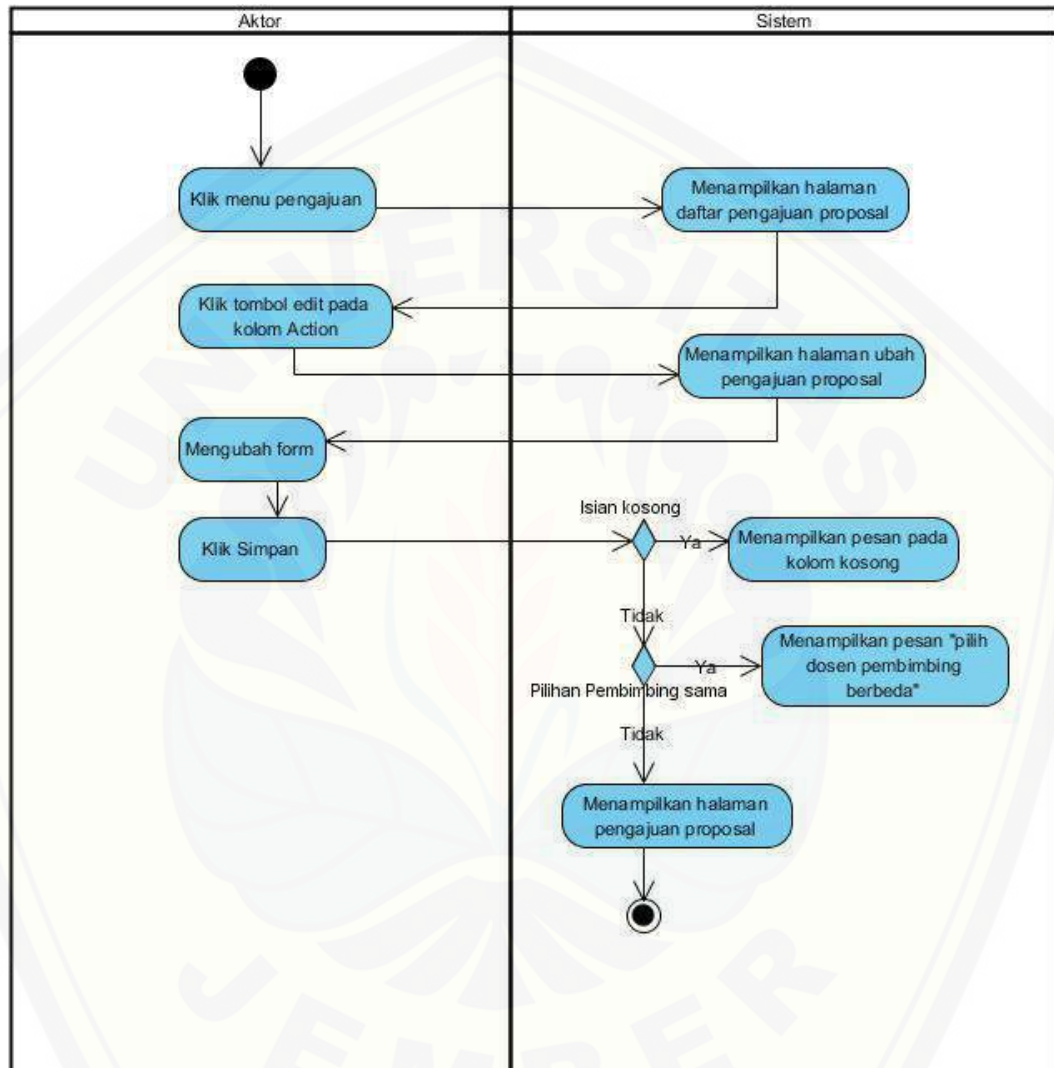 Aktor
Sistem
Klik menu pengajuan
Menampilkan halaman
daftar pengajuan proposal
Klik tombol edit pada
kolom Action
Menampilkan halaman ubah
pengajuan proposal
Mengubah form
Klik Simpan
Isian kosong
Ya
Menampilkan pesan pada
kolom kosong
Tidak
Ya
Menampilkan pesan "pilih
dosen pembimbing
berbeda"
Pilihan Pembimbing sama
Tidak
Menampilkan halaman
pengajuan proposal
UNIVERSITAS
JEMBER